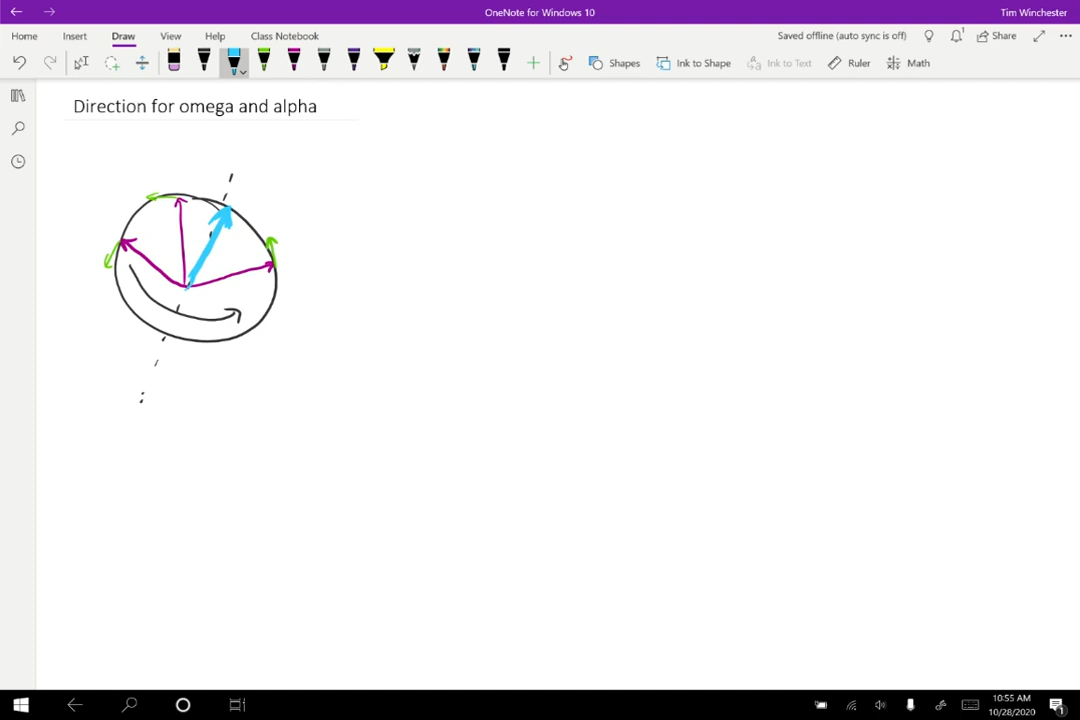 OneNote for Windows 10
Tim Winchester
Home Insert Draw View Help Class Notebook
Saved offline (auto sync is off)
1
Share
Shapes
Ink to Shape
Ink to Text
Ruler
Math
Direction for omega and alpha
10:55 AM
10/28/2020
1